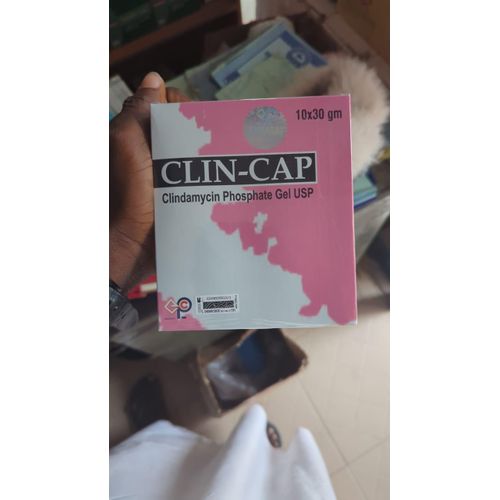 10x30 gm
CLIN-CAP
Clindamycin Phosphate Gel USP